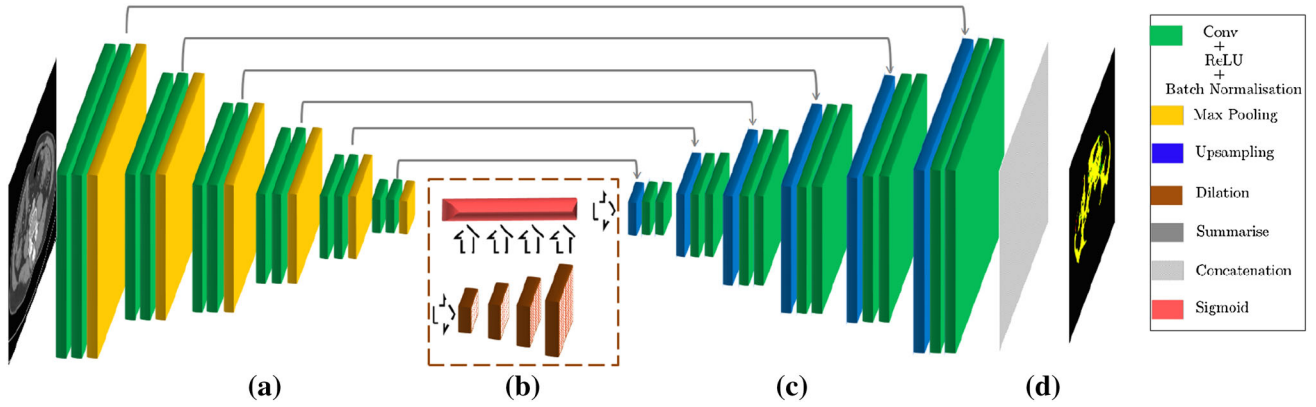 Conv
+
ReLU
+
Batch Normalisation
Max Pooling
Upsampling
Dilation
Summarise
Concatenation
Sigmoid
(a)
(b)
(c)
(d)